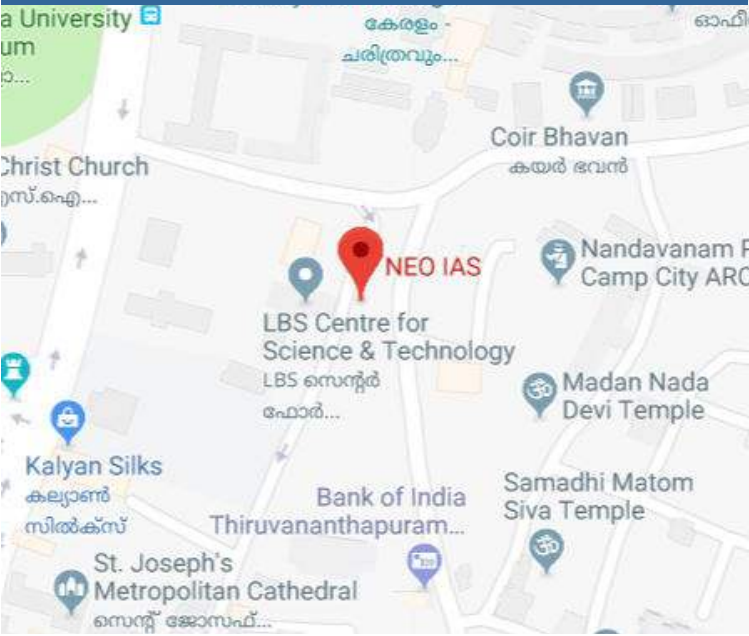 a University
um
കേരളം -
ചരിത്രവും...
Coir Bhavan
കയർ ഭവൻ
Christ Church
എസ്.ഐ...
NEO IAS
Nandavanam P
Camp City ARC
LBS Centre for
Science & Technology
LBS സെന്റർ
ഫോർ...
Madan Nada
Devi Temple
Kalyan Silks
കല്യാൺ
സിൽക്സ്
Bank of India
Thiruvananthapuram...
Samadhi Matom
Siva Temple
St. Joseph's
Metropolitan Cathedral
സെന്റ് ജോസഫ്...